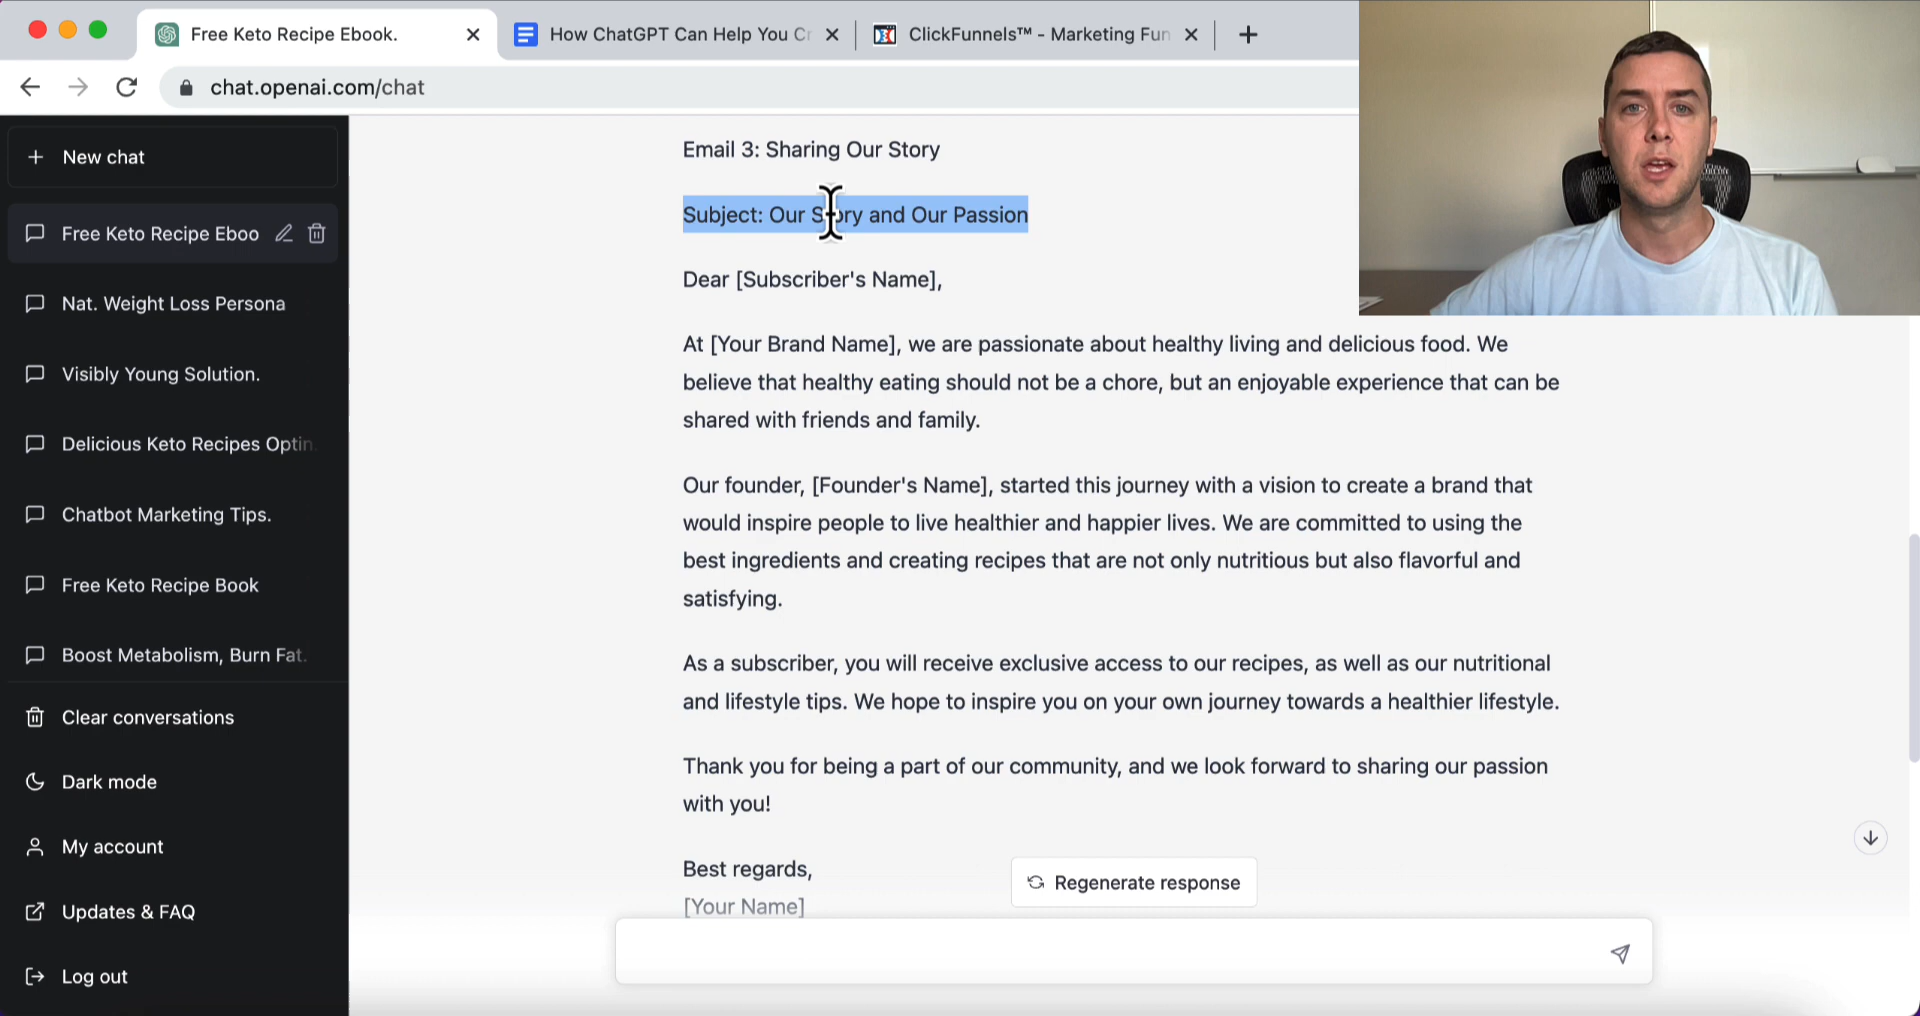 Free Keto Recipe Ebook.
How ChatGPT Can Help You Cr
ClickFunnels™ - Marketing Fun
chat.openai.com/chat
New chat
Free Keto Recipe Eboo
Nat. Weight Loss Persona
Visibly Young Solution.
Delicious Keto Recipes Optin
Chatbot Marketing Tips.
Free Keto Recipe Book
Boost Metabolism, Burn Fat.
Clear conversations
Dark mode
My account
Updates & FAQ
Log out
Email 3: Sharing Our Story
Subject: Our Story and Our Passion
Dear [Subscriber's Name],
At [Your Brand Name], we are passionate about healthy living and delicious food. We
believe that healthy eating should not be a chore, but an enjoyable experience that can be
shared with friends and family.
Our founder, [Founder's Name], started this journey with a vision to create a brand that
would inspire people to live healthier and happier lives. We are committed to using the
best ingredients and creating recipes that are not only nutritious but also flavorful and
satisfying.
As a subscriber, you will receive exclusive access to our recipes, as well as our nutritional
and lifestyle tips. We hope to inspire you on your own journey towards a healthier lifestyle.
Thank you for being a part of our community, and we look forward to sharing our passion
with you!
Best regards,
[Your Name]
Regenerate response